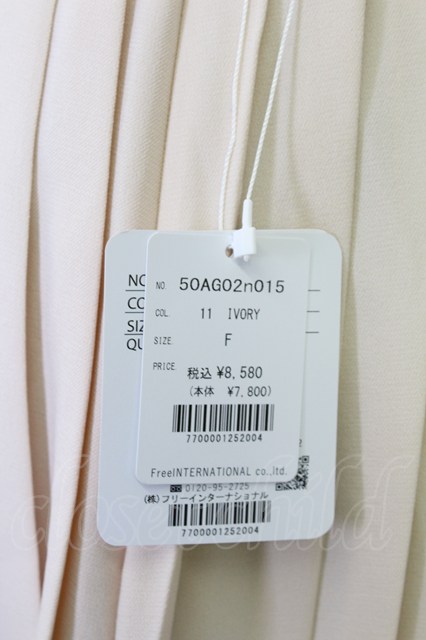 NO. 50AG02n015
COL. 11 IVORY
SIZE. F
PRICE. 税込 ¥8,580
(本体 ¥7,800)
7700001252004
FreeINTERNATIONAL co.,ltd.
NO
CO
SIZ
QU
0120-95-2725
(株)フリーインターナショナル
7700001252004